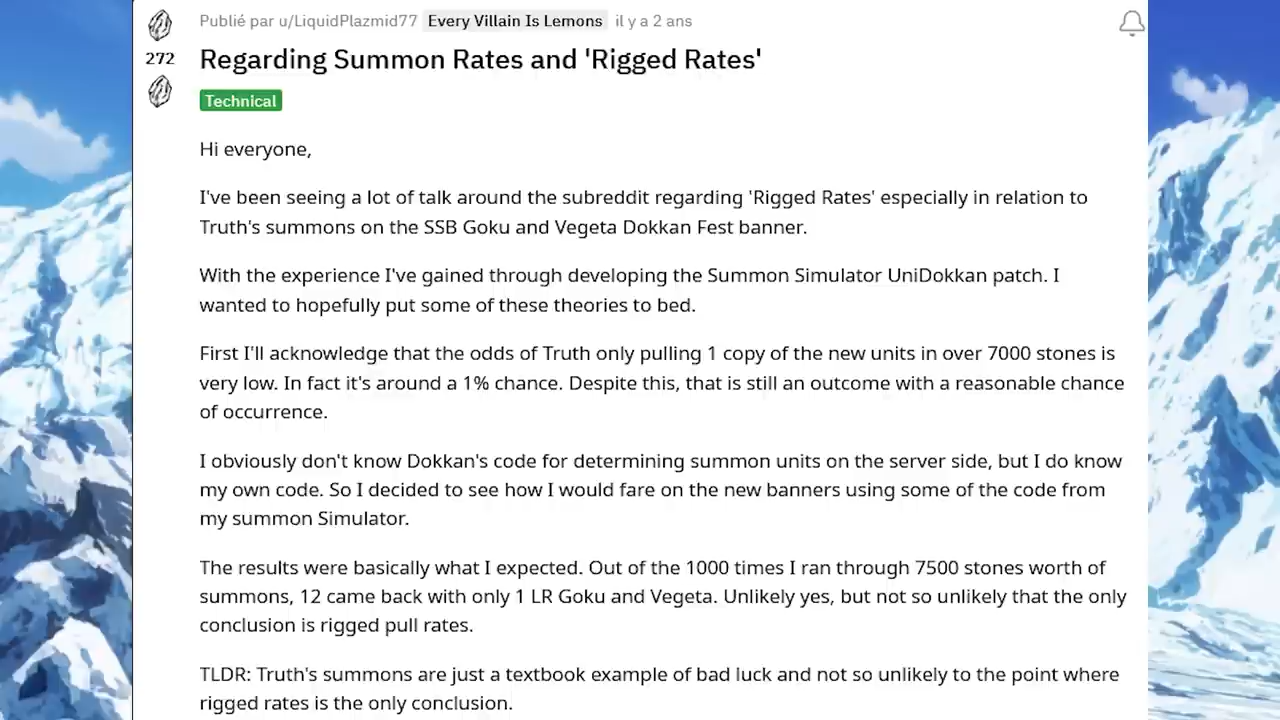 Publié par u/LiquidPlazmid77 Every Villain Is Lemons il y a 2 ans
272
Regarding Summon Rates and 'Rigged Rates'
Technical
Hi everyone,
I've been seeing a lot of talk around the subreddit regarding 'Rigged Rates' especially in relation to
Truth's summons on the SSB Goku and Vegeta Dokkan Fest banner.
With the experience I've gained through developing the Summon Simulator UniDokkan patch. I
wanted to hopefully put some of these theories to bed.
First I'll acknowledge that the odds of Truth only pulling 1 copy of the new units in over 7000 stones is
very low. In fact it's around a 1% chance. Despite this, that is still an outcome with a reasonable chance
of occurrence.
I obviously don't know Dokkan's code for determining summon units on the server side, but I do know
my own code. So I decided to see how I would fare on the new banners using some of the code from
my summon Simulator.
The results were basically what I expected. Out of the 1000 times I ran through 7500 stones worth of
summons, 12 came back with only 1 LR Goku and Vegeta. Unlikely yes, but not so unlikely that the only
conclusion is rigged pull rates.
TLDR: Truth's summons are just a textbook example of bad luck and not so unlikely to the point where
rigged rates is the only conclusion.